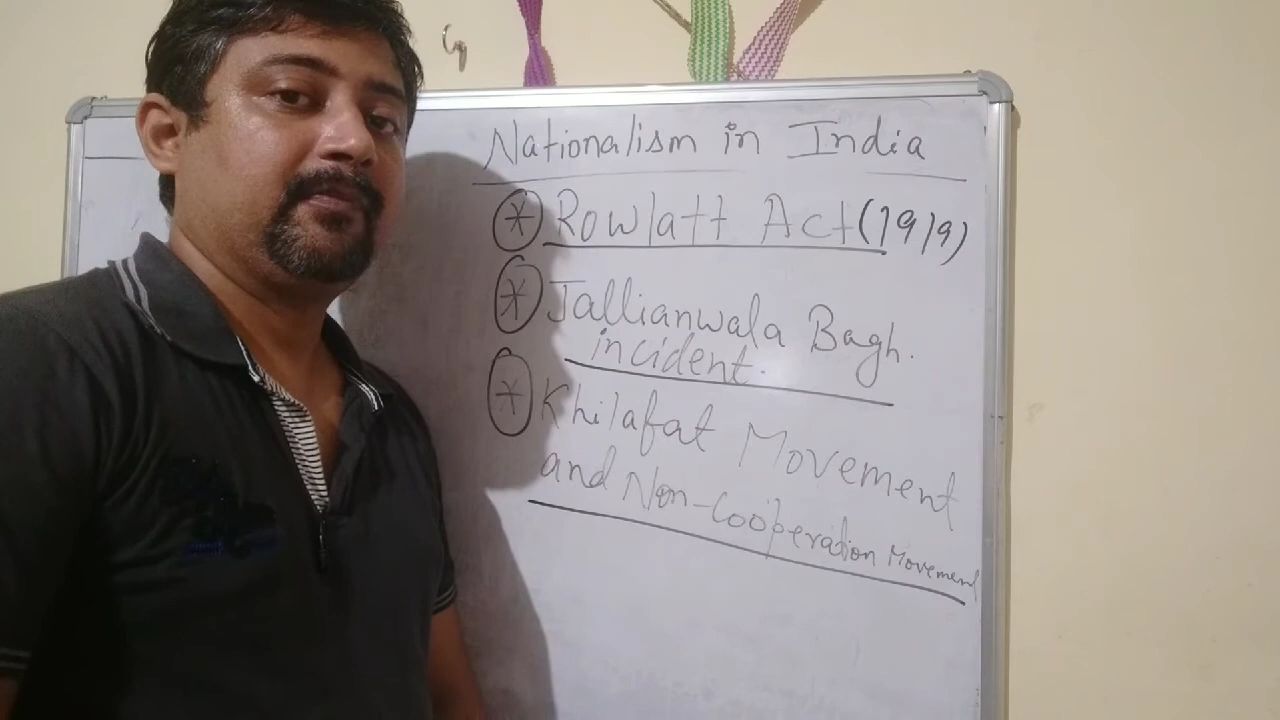 Nationalism in India
* Rowlatt Act (1919)
* Jallianwala Bagh.
incident.
* Khilafat Movement
and Non-Cooperation Movement